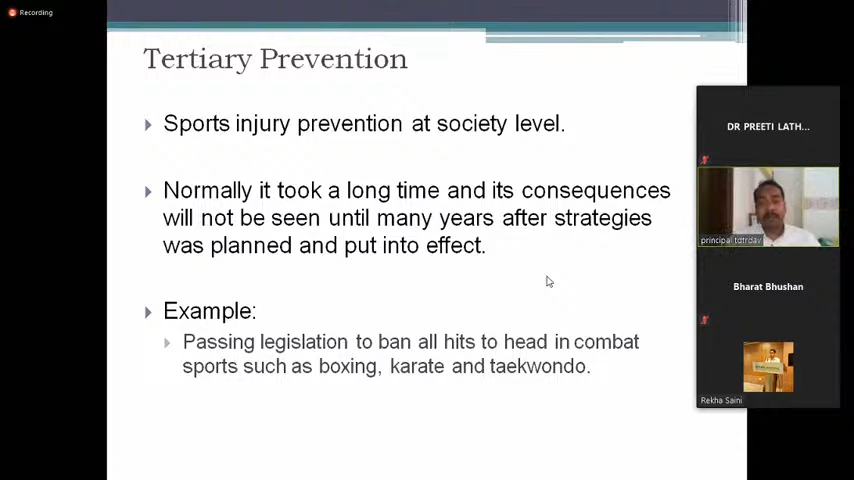 Recording
Tertiary Prevention
Sports injury prevention at society level.
Normally it took a long time and its consequences
will not be seen until many years after strategies
was planned and put into effect.
Example:
Passing legislation to ban all hits to head in combat
sports such as boxing, karate and taekwondo.
DR PREETI LATH...
principal tdtrdav
Bharat Bhushan
Rekha Saini